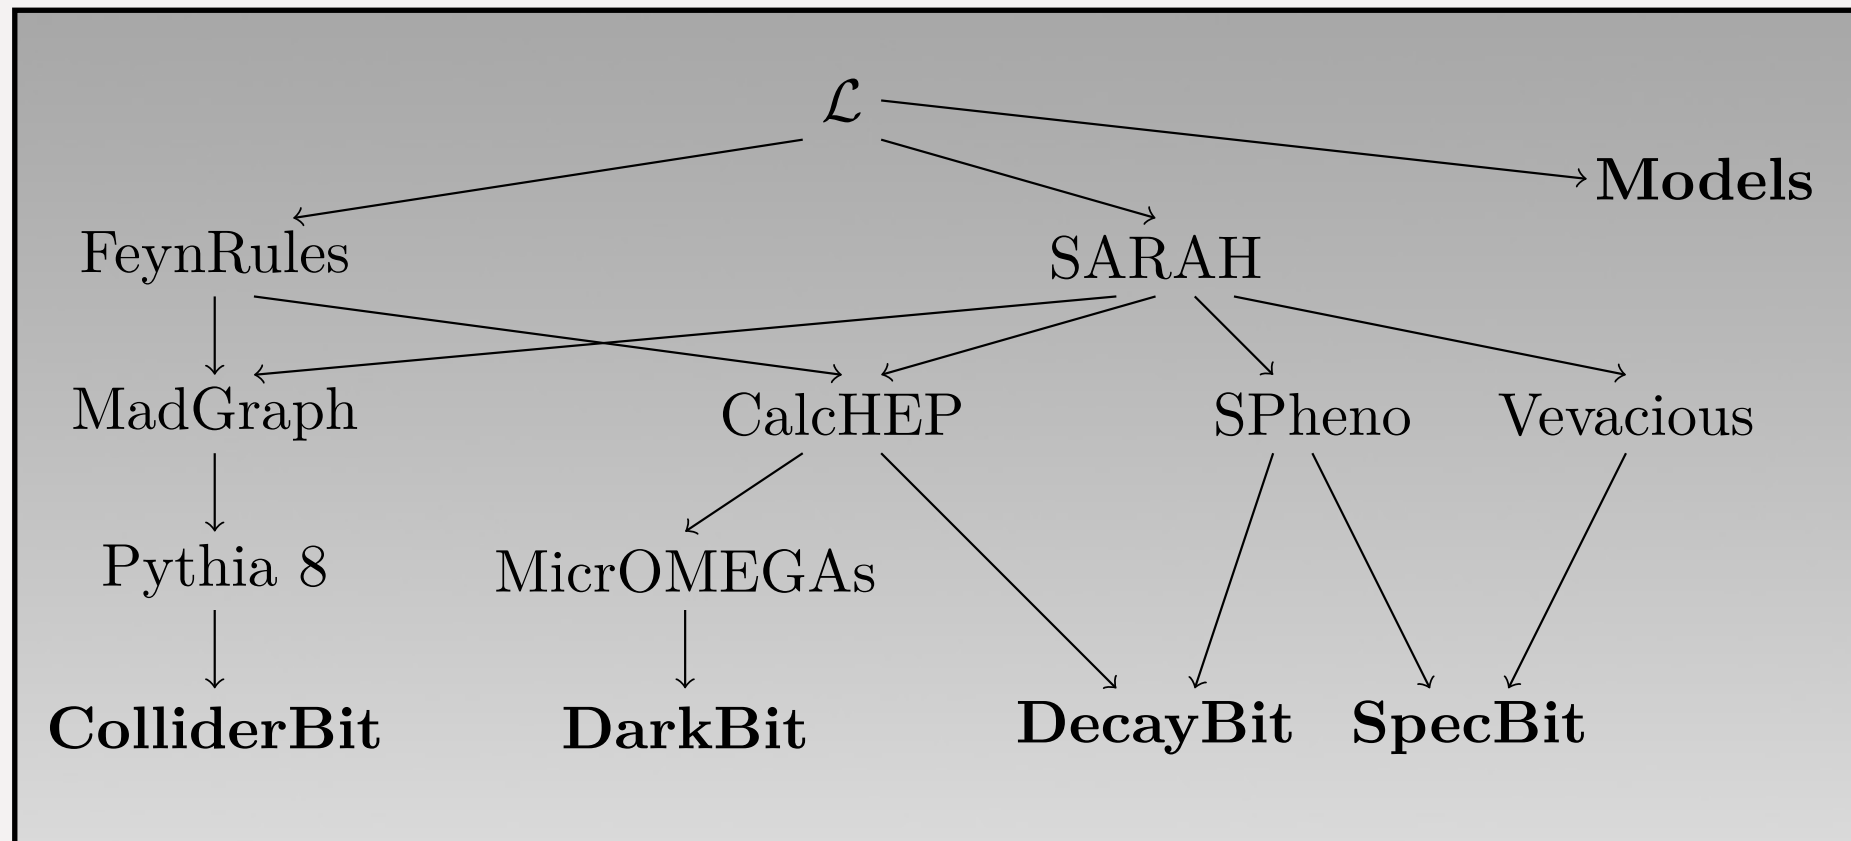 ℒ
Models
FeynRules
SARAH
MadGraph
CalcHEP
SPheno
Vevacious
Pythia 8
MicrOMEGAs
ColliderBit
DarkBit
DecayBit
SpecBit